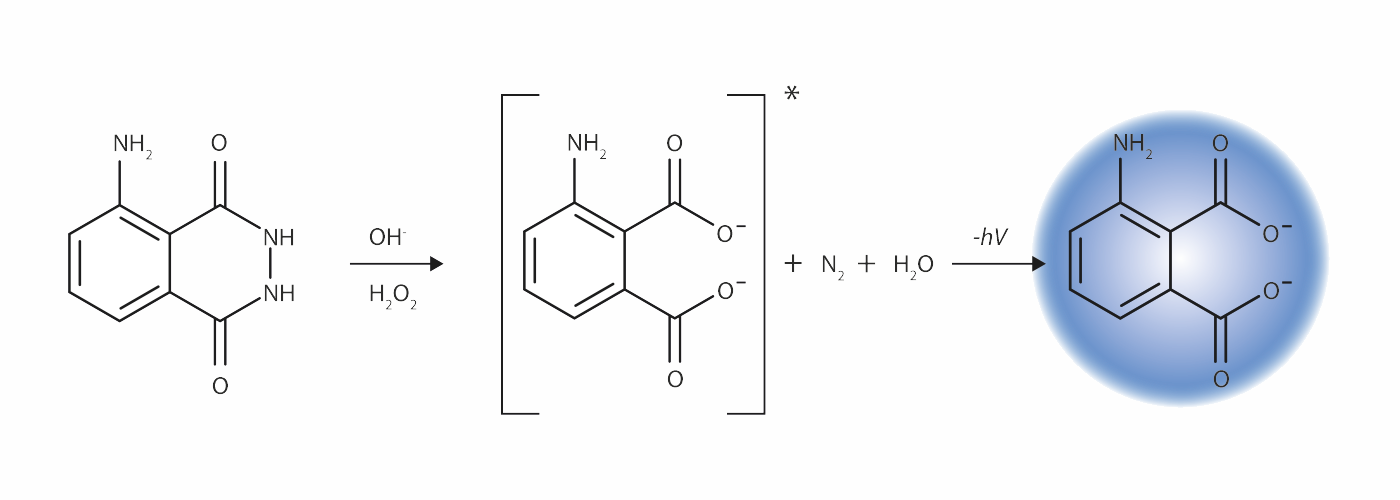 NH₂ O
NH
NH
O
OH⁻
H₂O₂
NH₂ O
O⁻
O⁻
O
*
+ N₂ + H₂O
-hV
NH₂ O
O⁻
O⁻
O